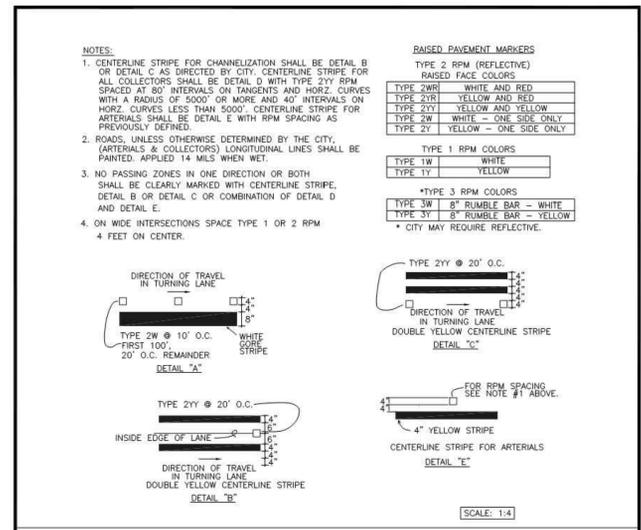 NOTES:
1. CENTERLINE STRIPE FOR CHANNELIZATION SHALL BE DETAIL B
OR DETAIL C AS DIRECTED BY CITY. CENTERLINE STRIPE FOR
ALL COLLECTORS SHALL BE DETAIL D WITH TYPE 2YY RPM
SPACED AT 80' INTERVALS ON TANGENTS AND HORZ. CURVES
WITH A RADIUS OF 5000' OR MORE AND 40' INTERVALS ON
HORZ. CURVES LESS THAN 5000'. CENTERLINE STRIPE FOR
ARTERIALS SHALL BE DETAIL E WITH RPM SPACING AS
PREVIOUSLY DEFINED.
2. ROADS, UNLESS OTHERWISE DETERMINED BY THE CITY,
(ARTERIALS & COLLECTORS) LONGITUDINAL LINES SHALL BE
PAINTED. APPLIED 14 MILS WHEN WET.
3. NO PASSING ZONES IN ONE DIRECTION OR BOTH
SHALL BE CLEARLY MARKED WITH CENTERLINE STRIPE,
DETAIL B OR DETAIL C OR COMBINATION OF DETAIL D
AND DETAIL E.
4. ON WIDE INTERSECTIONS SPACE TYPE 1 OR 2 RPM
4 FEET ON CENTER.
RAISED PAVEMENT MARKERS
TYPE 2 RPM (REFLECTIVE)
RAISED FACE COLORS
TYPE 2WR WHITE AND RED
TYPE 2YR YELLOW AND RED
TYPE 2YY YELLOW AND YELLOW
TYPE 2W WHITE - ONE SIDE ONLY
TYPE 2Y YELLOW - ONE SIDE ONLY
TYPE 1 RPM COLORS
TYPE 1W WHITE
TYPE 1Y YELLOW
*TYPE 3 RPM COLORS
TYPE 3W 8" RUMBLE BAR - WHITE
TYPE 3Y 8" RUMBLE BAR - YELLOW
* CITY MAY REQUIRE REFLECTIVE.
DIRECTION OF TRAVEL
IN TURNING LANE
4"
4"
8"
TYPE 2W @ 10' O.C.
FIRST 100',
20' O.C. REMAINDER
WHITE
GORE
STRIPE
DETAIL "A"
TYPE 2YY @ 20' O.C.
4"
4"
4"
4"
DIRECTION OF TRAVEL
IN TURNING LANE
DOUBLE YELLOW CENTERLINE STRIPE
DETAIL "C"
TYPE 2YY @ 20' O.C.
INSIDE EDGE OF LANE
4"
6"
6"
4"
4"
4"
DIRECTION OF TRAVEL
IN TURNING LANE
DOUBLE YELLOW CENTERLINE STRIPE
DETAIL "B"
FOR RPM SPACING
SEE NOTE #1 ABOVE.
4"
4"
4" YELLOW STRIPE
CENTERLINE STRIPE FOR ARTERIALS
DETAIL "E"
SCALE: 1:4